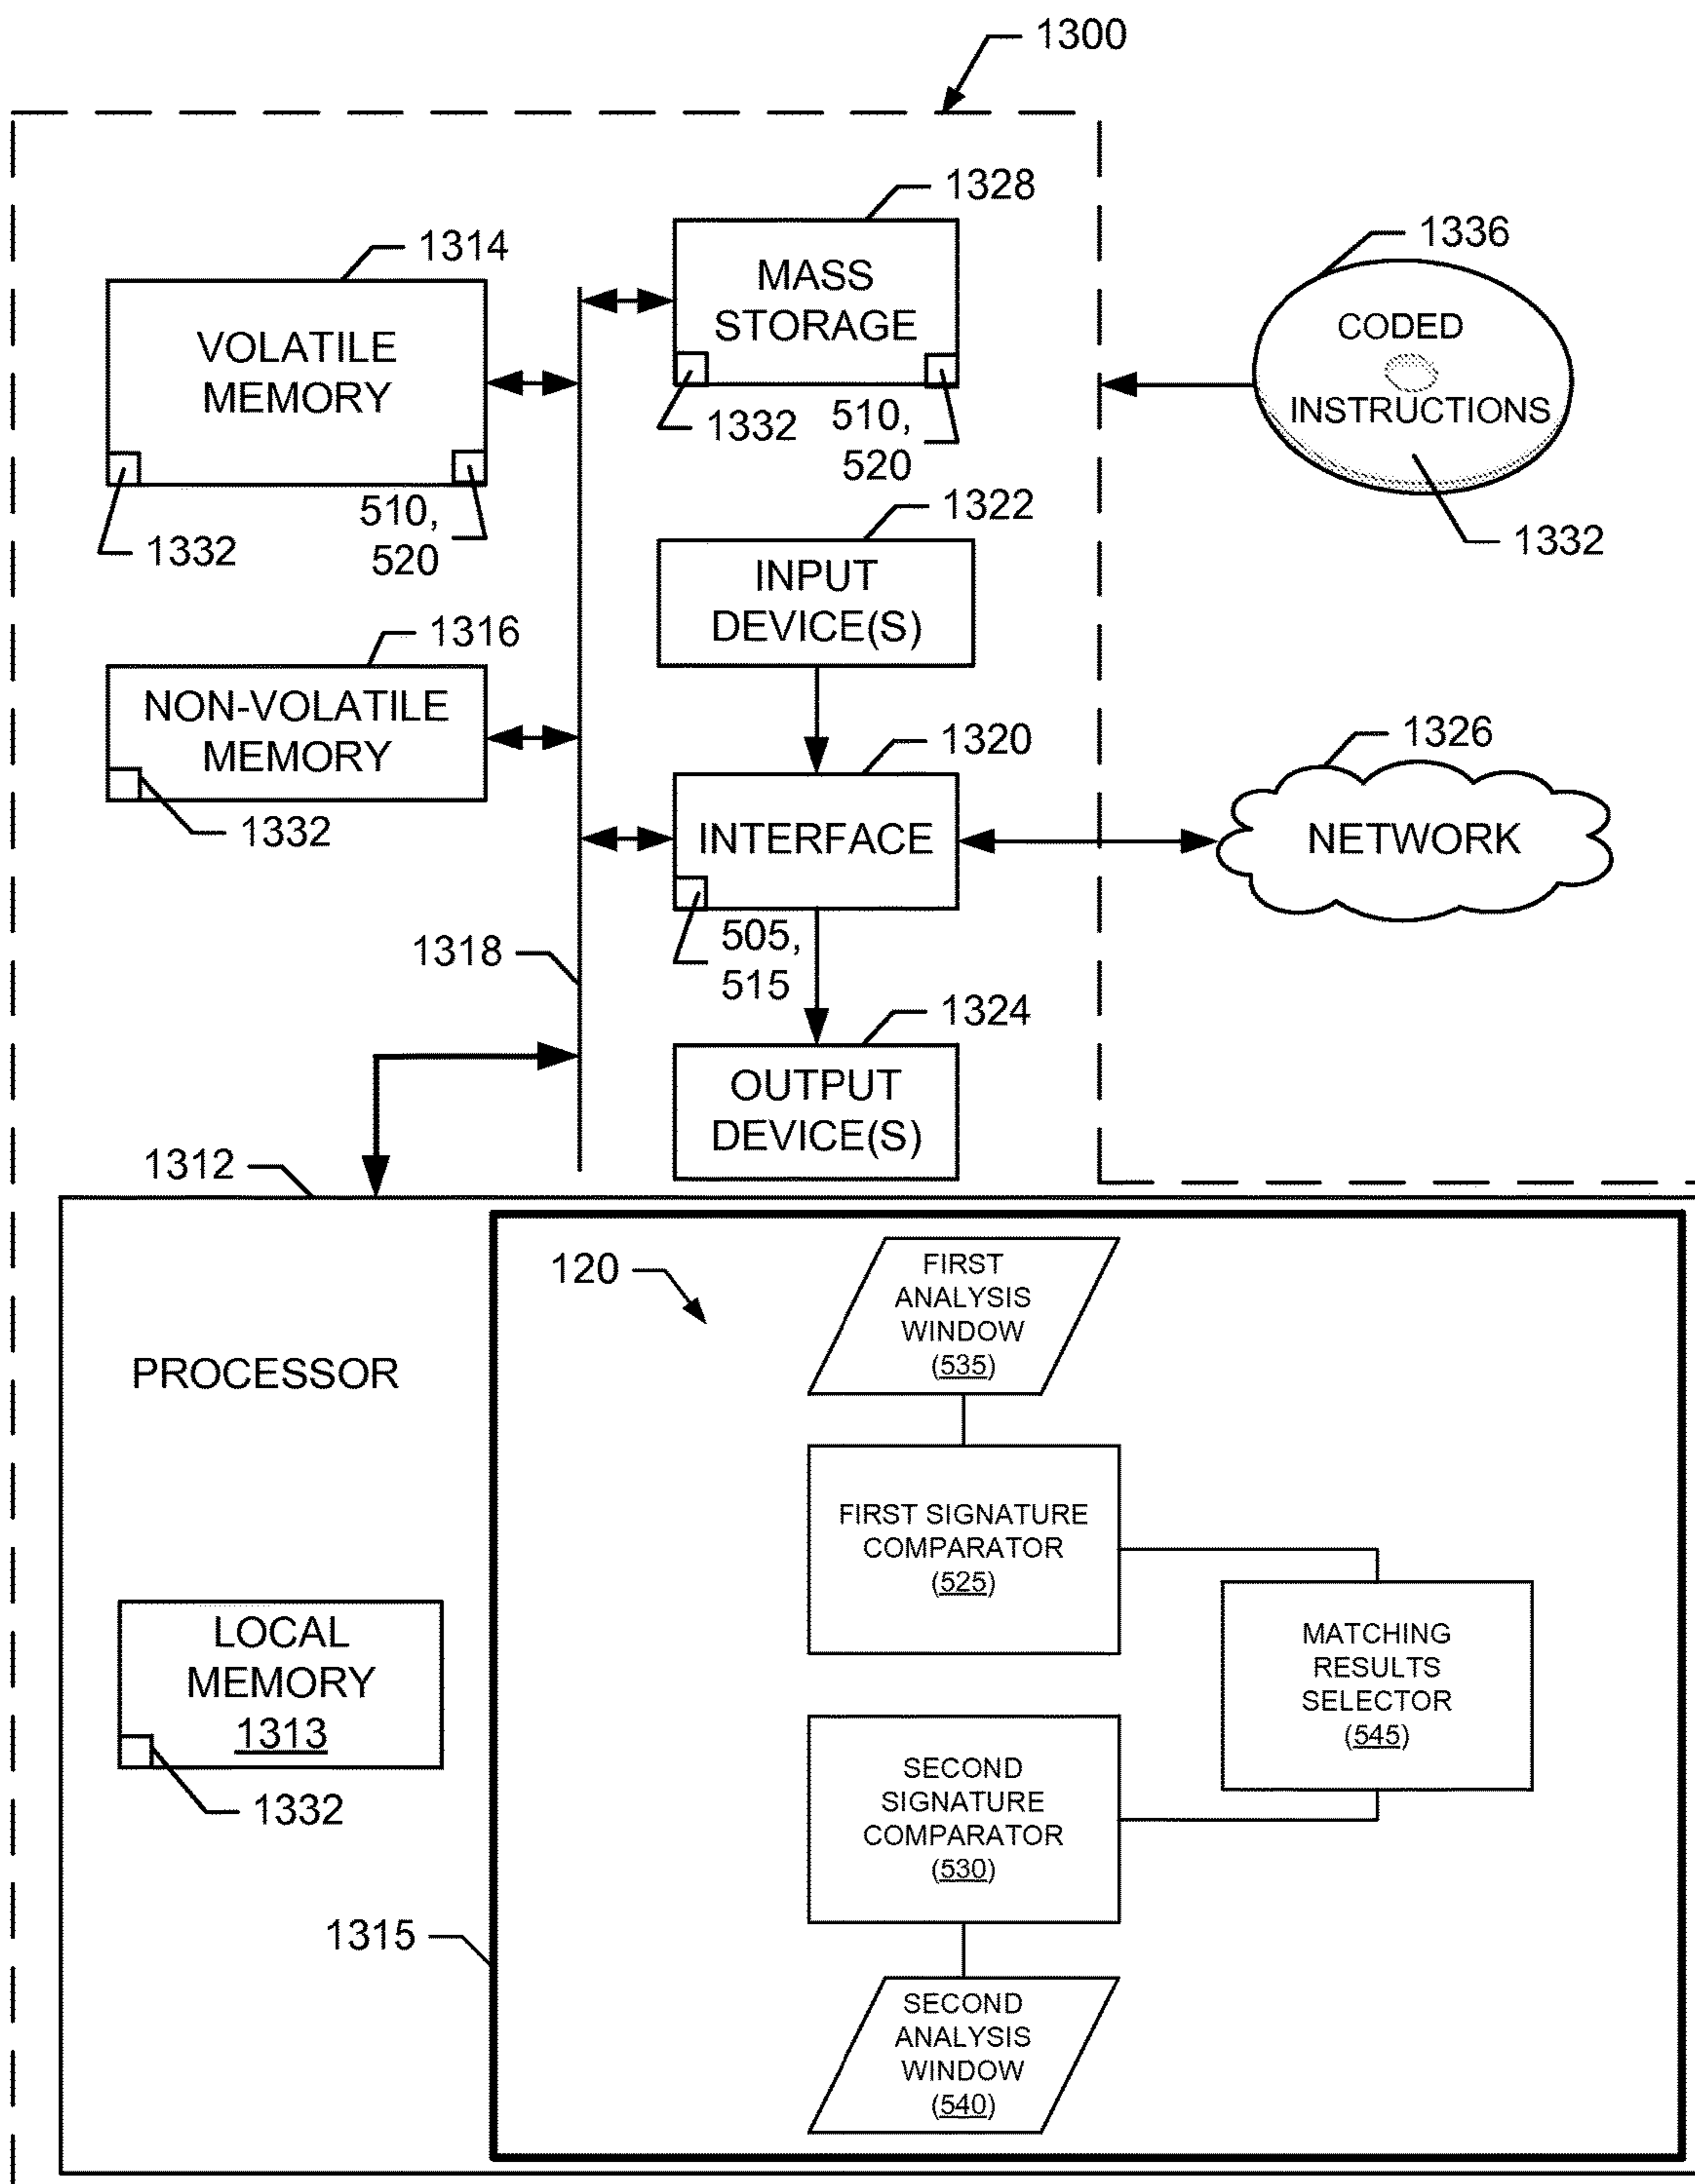 1300
1328
1314
MASS
STORAGE
1336
CODED
INSTRUCTIONS
VOLATILE
MEMORY
1332
510,
520
1332
510,
520
1322
1332
INPUT
DEVICE(S)
1316
NON-VOLATILE
MEMORY
1332
1320
INTERFACE
1326
NETWORK
505,
515
1318
1324
OUTPUT
DEVICE(S)
1312
120
FIRST
ANALYSIS
WINDOW
(535)
PROCESSOR
FIRST SIGNATURE
COMPARATOR
(525)
LOCAL
MEMORY
1313
1332
MATCHING
RESULTS
SELECTOR
(545)
SECOND
SIGNATURE
COMPARATOR
(530)
1315
SECOND
ANALYSIS
WINDOW
(540)